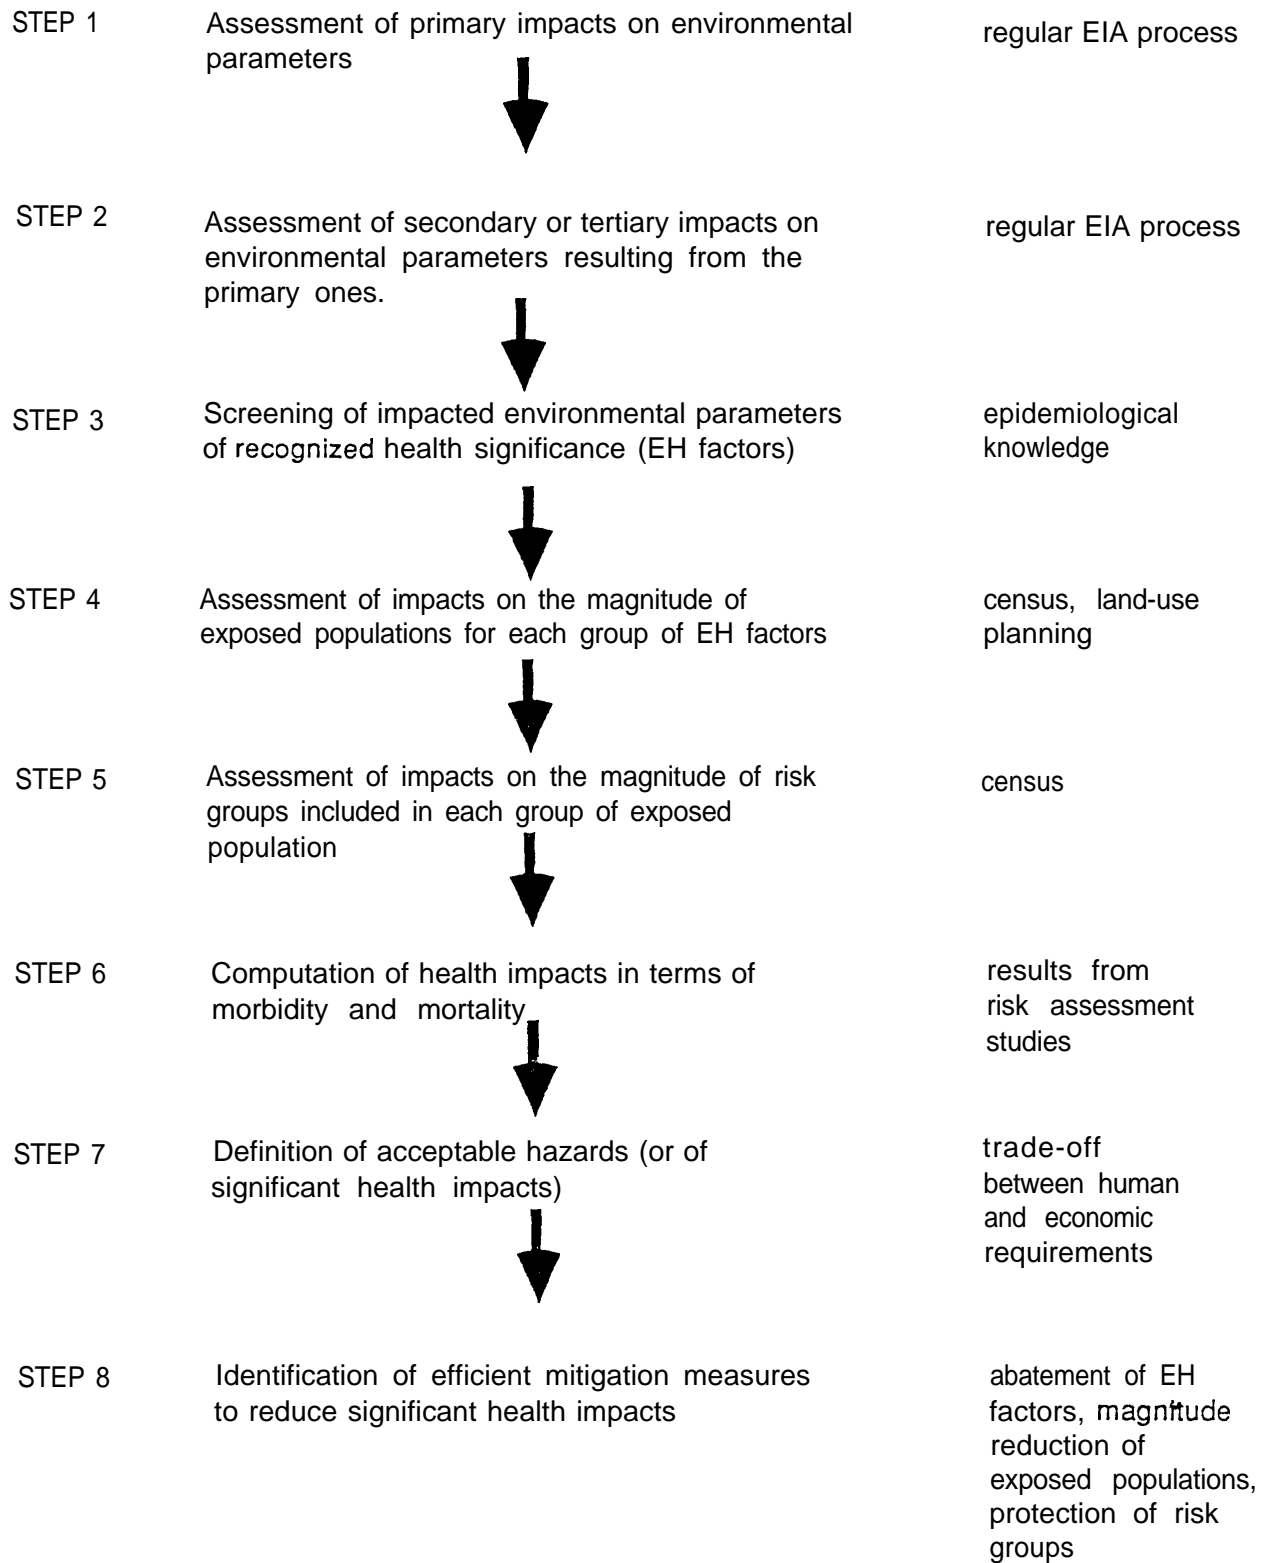 STEP 1
Assessment of primary impacts on environmental
parameters
regular EIA process
STEP 2
Assessment of secondary or tertiary impacts on
environmental parameters resulting from the
primary ones.
regular EIA process
STEP 3
Screening of impacted environmental parameters
of recognized health significance (EH factors)
epidemiological
knowledge
STEP 4
Assessment of impacts on the magnitude of
exposed populations for each group of EH factors
census, land-use
planning
STEP 5
Assessment of impacts on the magnitude of risk
groups included in each group of exposed
population
census
STEP 6
Computation of health impacts in terms of
morbidity and mortality
results from
risk assessment
studies
STEP 7
Definition of acceptable hazards (or of
significant health impacts)
trade-off
between human
and economic
requirements
STEP 8
Identification of efficient mitigation measures
to reduce significant health impacts
abatement of EH
factors, magnitude
reduction of
exposed populations,
protection of risk
groups